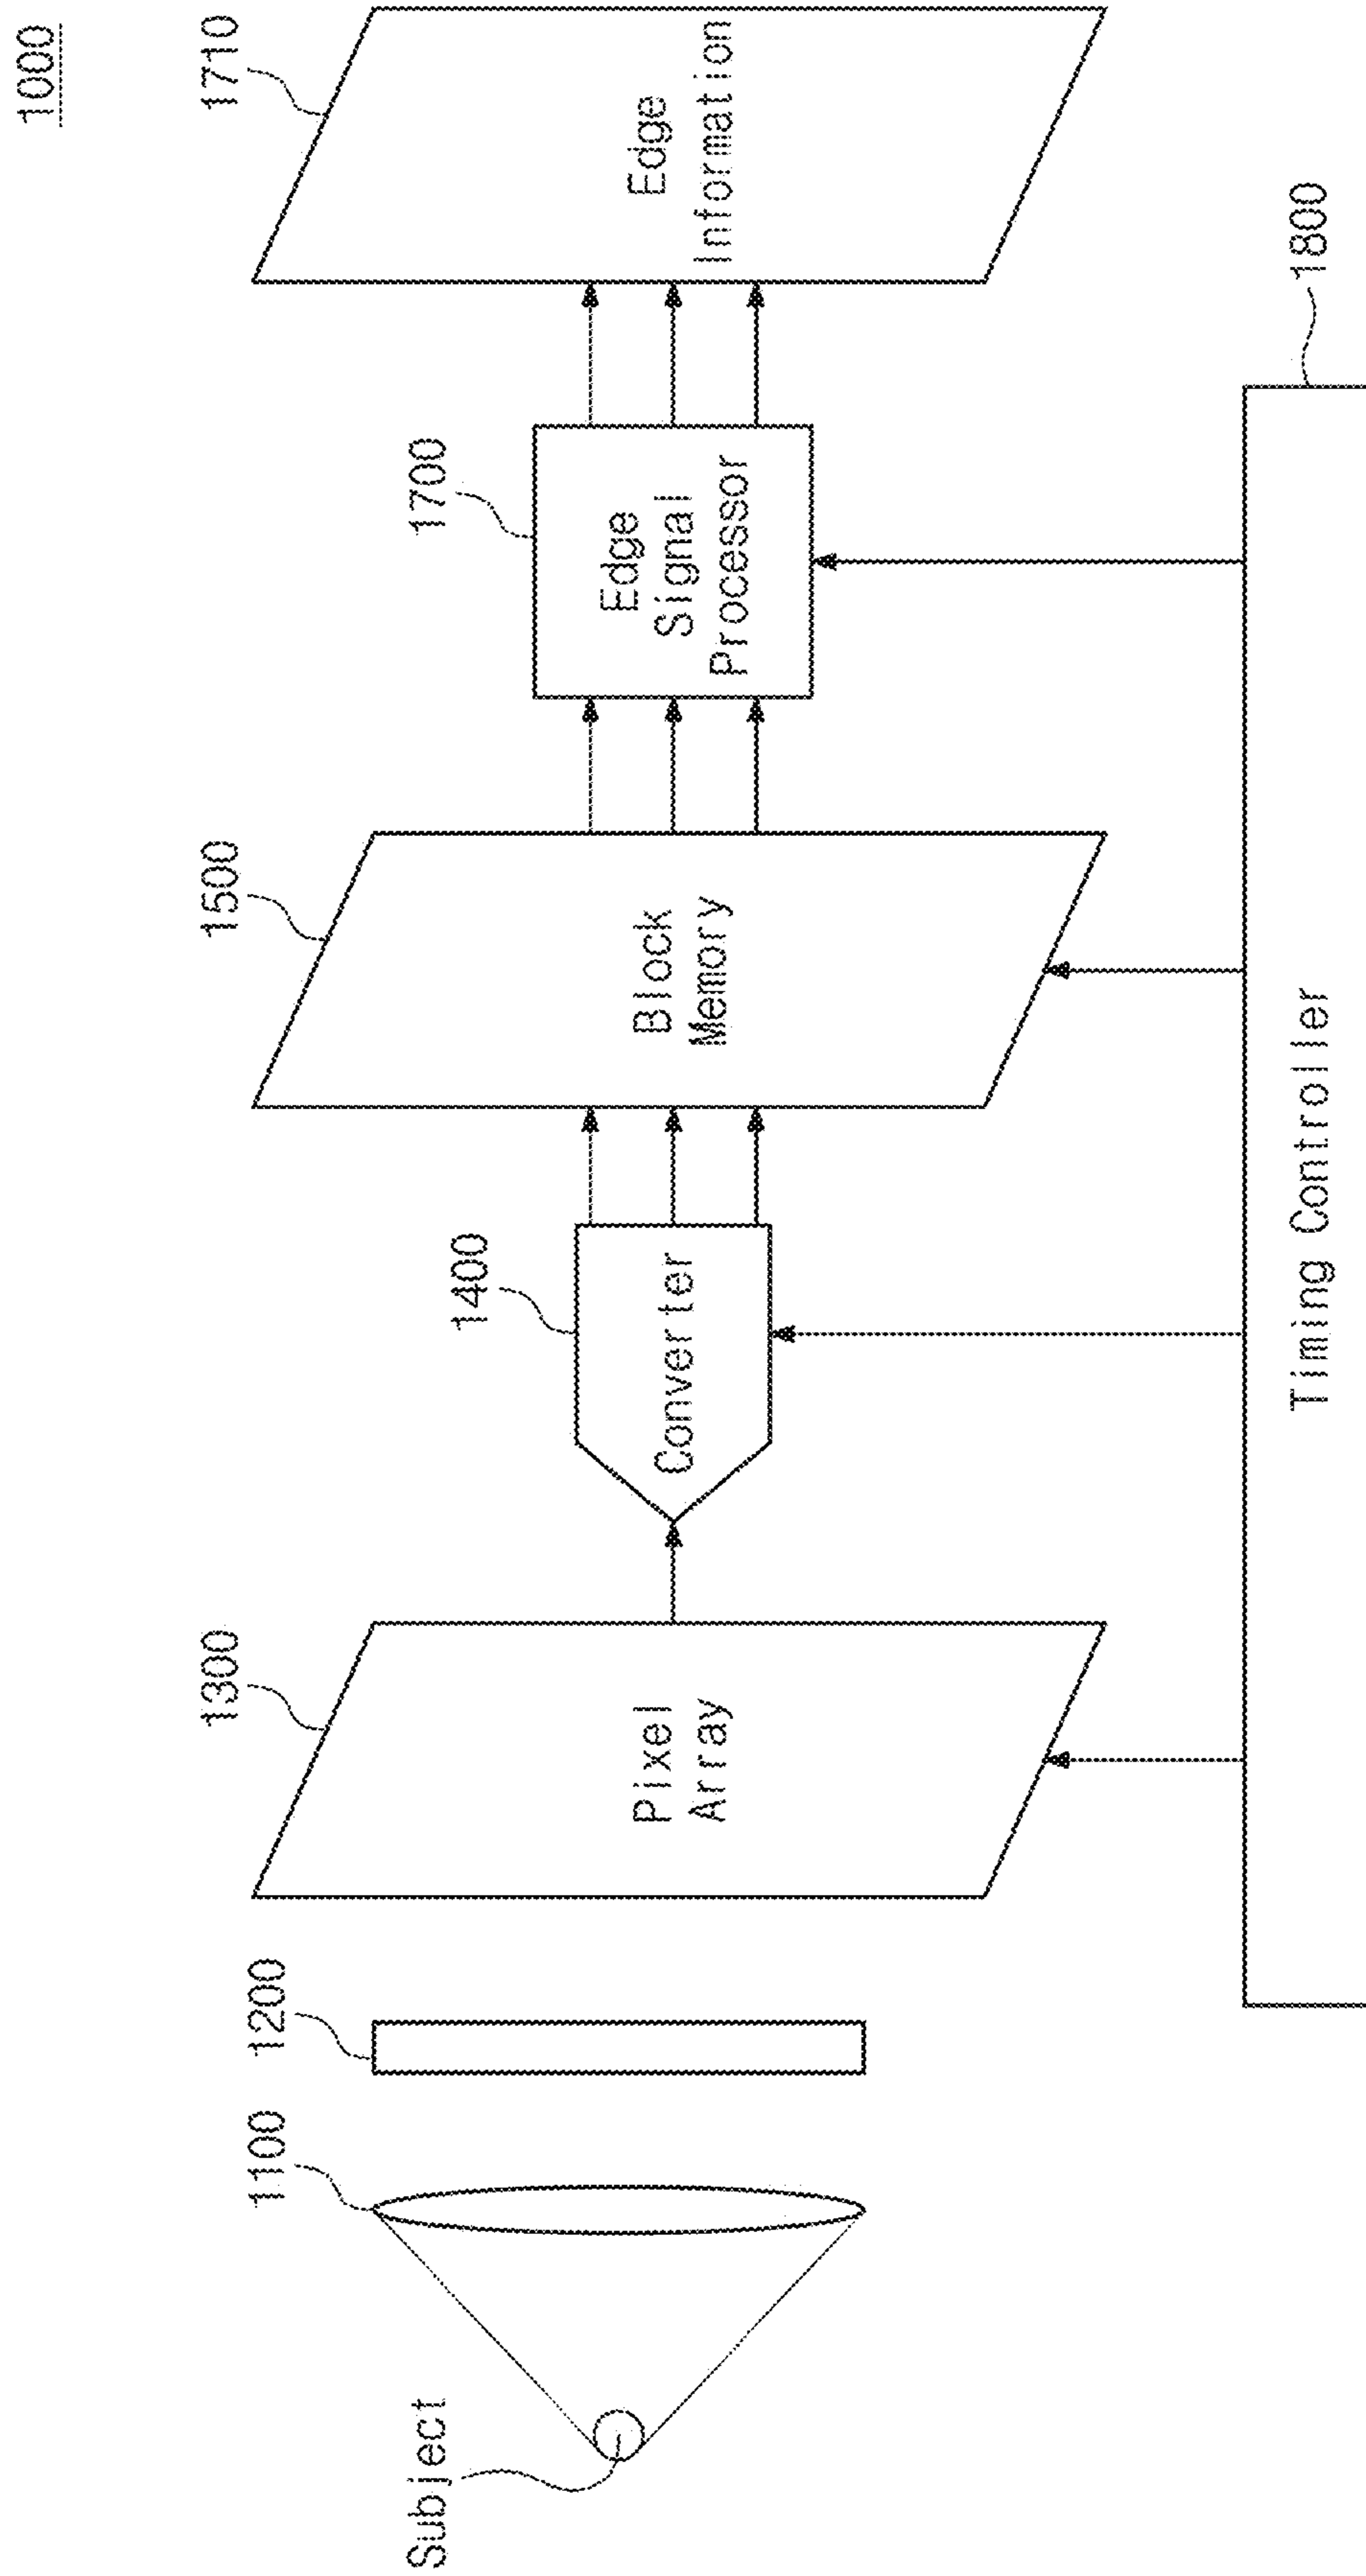 1000
Subject
1100
1200
1300
Pixel
Array
1400
Converter
1500
Block
Memory
1700
Edge
Signal
Processor
1710
Edge
Information
1800
Timing Controller